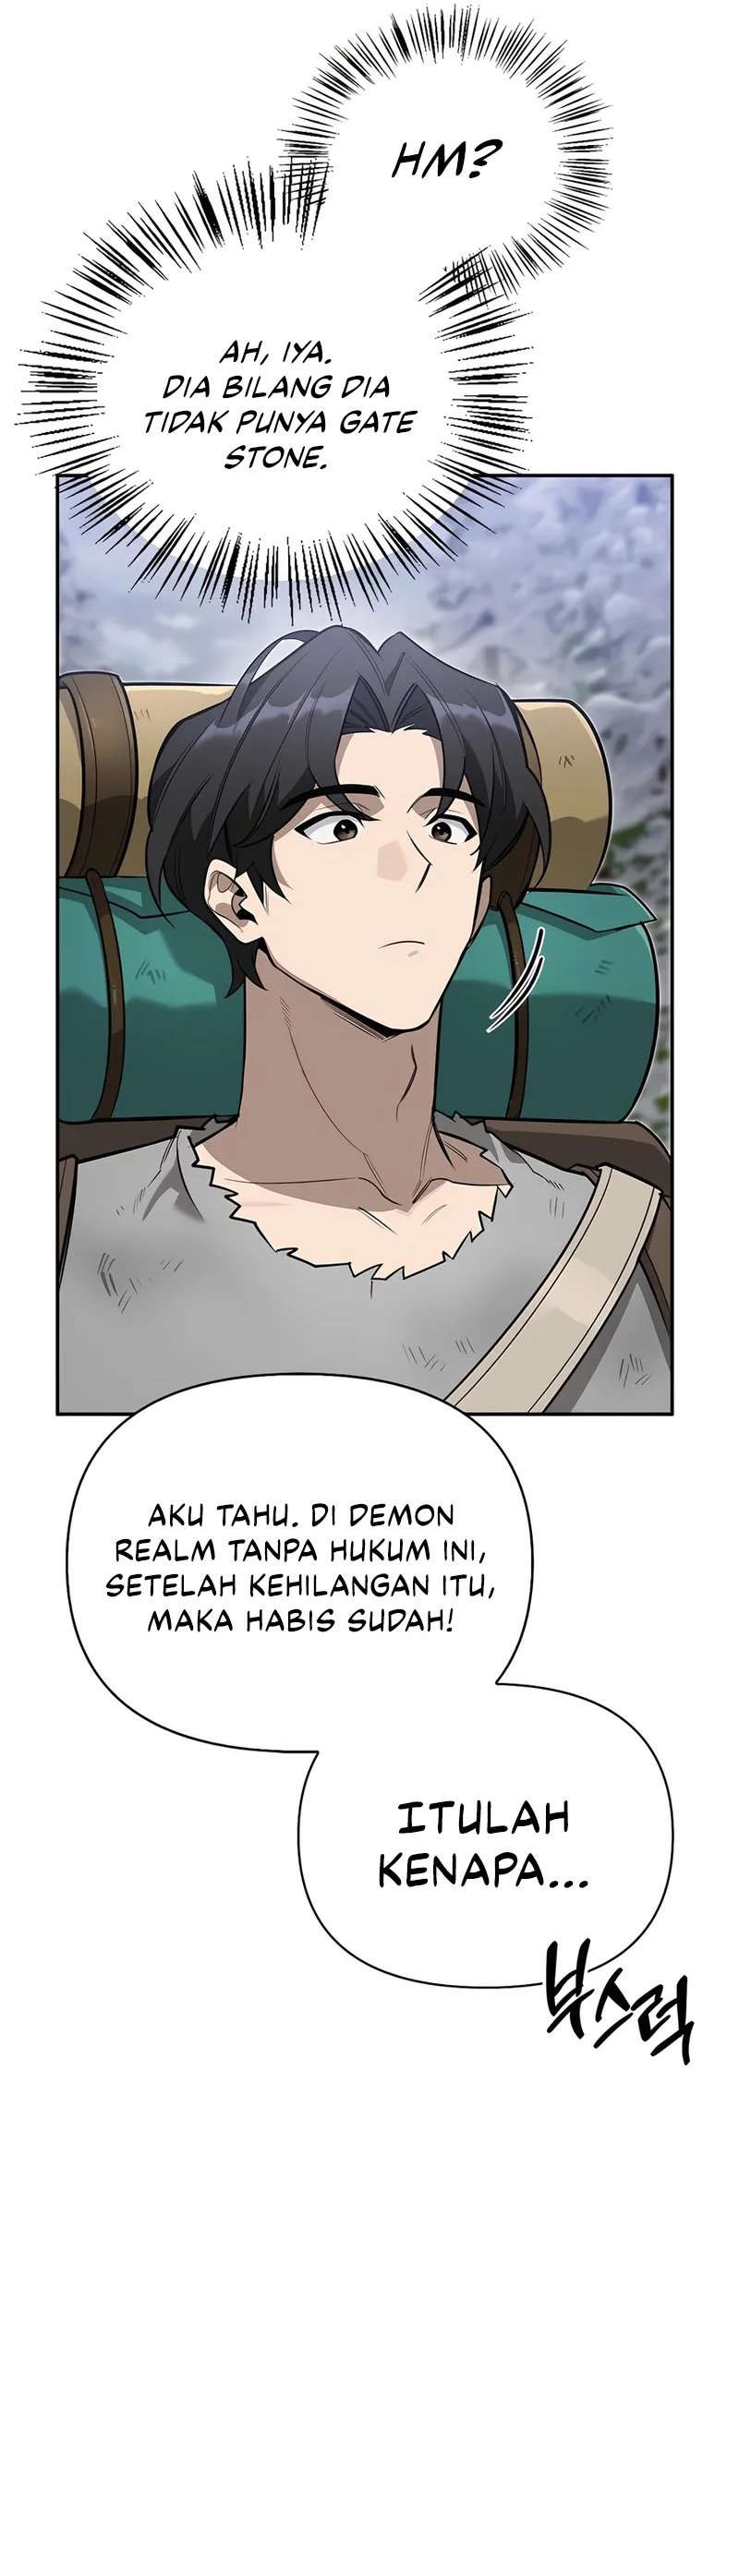 HM?
AH, IYA.
DIA BILANG DIA
TIDAK PUNYA GATE
STONE.
AKU TAHU. DI DEMON
REALM TANPA HUKUM INI,
SETELAH KEHILANGAN ITU,
MAKA HABIS SUDAH!
ITULAH
KENAPA...
부스럭